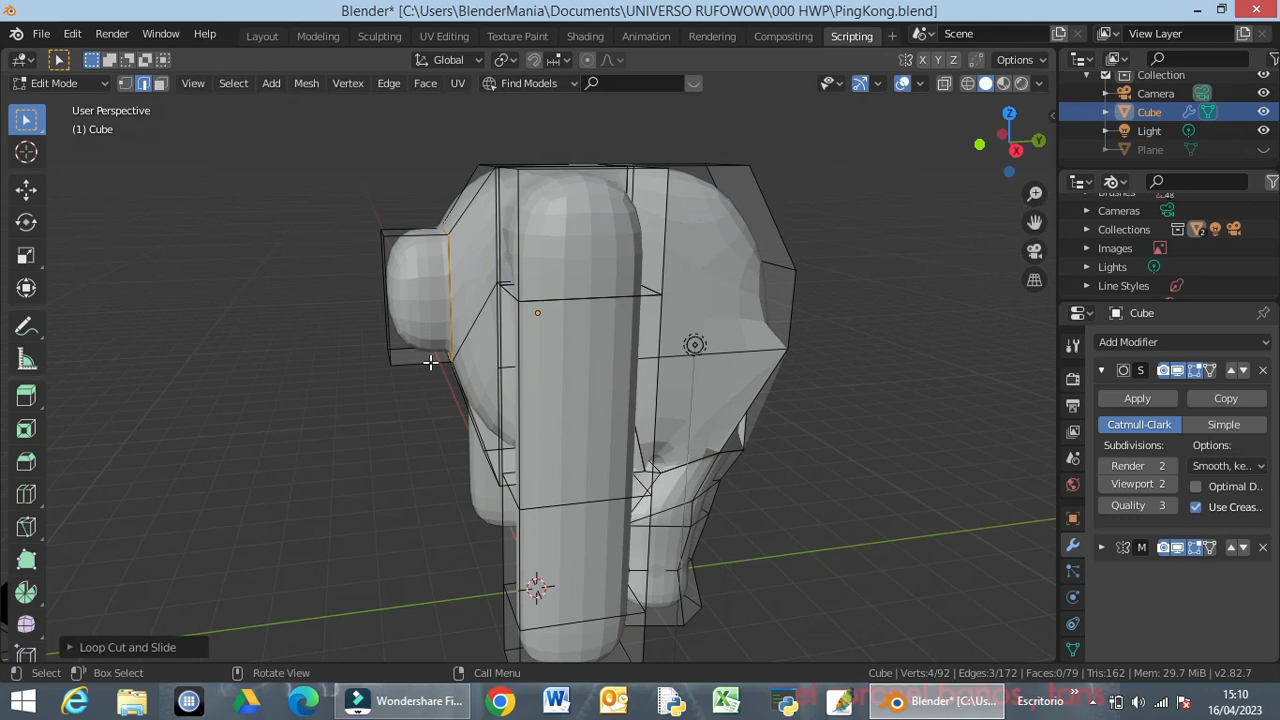 Blender* [C:\Users\BlenderMania\Documents\UNIVERSO RUFOWOW\000 HWP\PingKong.blend]
File Edit Render Window Help Layout Modeling Sculpting UV Editing Texture Paint Shading Animation Rendering Compositing Scripting Scene View Layer
Global X Y Z Options
Edit Mode View Select Add Mesh Vertex Edge Face UV Find Models
User Perspective
(1) Cube
Z
Y
X
Collection
Camera
Cube
Light
Plane
Brushes
Cameras
Collections
Images
Lights
Line Styles
Cube
Add Modifier
S
Apply Copy
Catmull-Clark Simple
Subdivisions: Options:
Render 2 Smooth, ke...
Viewport 2 Optimal D...
Quality 3 Use Creas...
M
Loop Cut and Slide
Select Box Select Rotate View Call Menu Cube | Verts:4/92 | Edges:3/172 | Faces:0/79 | Tris:162 | Mem: 29.7 MiB | v2.82.7
Wondershare Fi... Blender* [C:\Us... Escritorio
15:10
16/04/2023